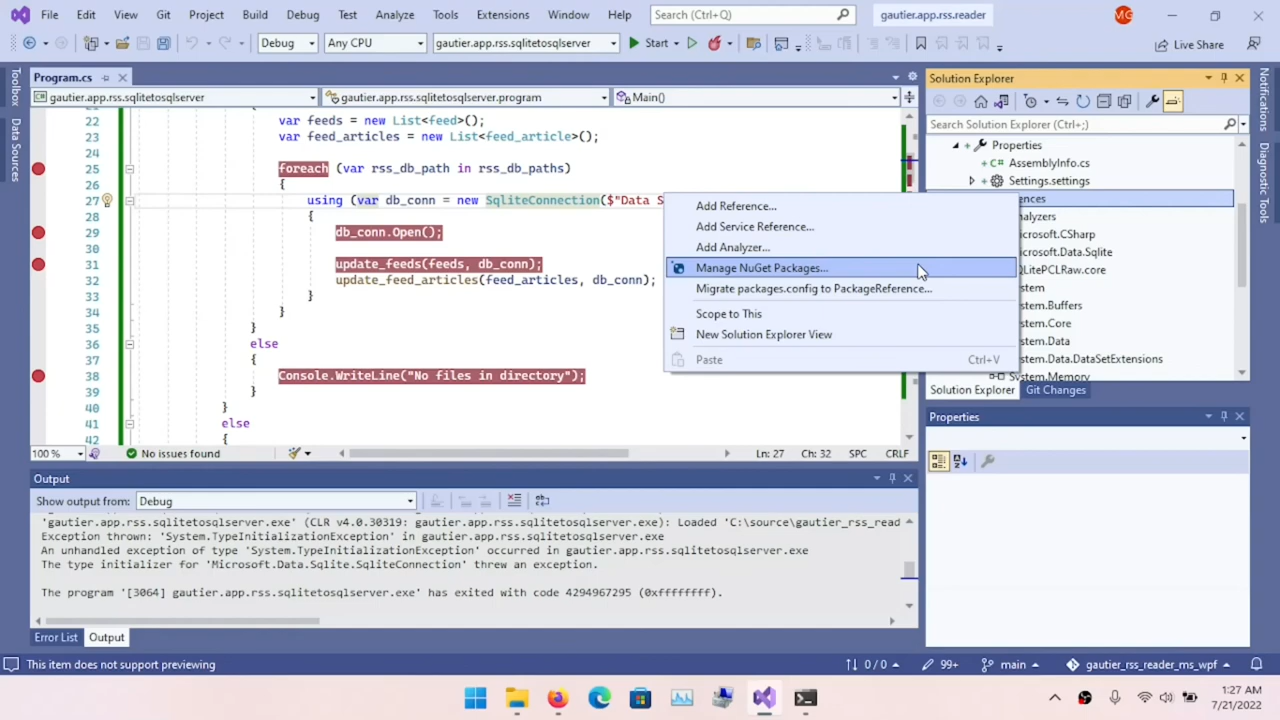 File Edit View Git Project Build Debug Test Analyze Tools Extensions Window Help Search (Ctrl+Q) gautier.app.rss.reader MG
Debug Any CPU gautier.app.rss.sqlitetosqlserver Start Live Share
Toolbox
Data Sources
Program.cs
gautier.app.rss.sqlitetosqlserver gautier.app.rss.sqlitetosqlserver.program Main()
22 var feeds = new List<feed>();
23 var feed_articles = new List<feed_article>();
24
25 foreach (var rss_db_path in rss_db_paths)
26 {
27 using (var db_conn = new SqliteConnection($"Data S
28 {
29 db_conn.Open();
30
31 update_feeds(feeds, db_conn);
32 update_feed_articles(feed_articles, db_conn);
33 }
34 }
35 }
36 else
37 {
38 Console.WriteLine("No files in directory");
39 }
40 }
41 else
42 {
Add Reference...
Add Service Reference...
Add Analyzer...
Manage NuGet Packages...
Migrate packages.config to PackageReference...
Scope to This
New Solution Explorer View
Paste Ctrl+V
100 % No issues found Ln: 27 Ch: 32 SPC CRLF
Solution Explorer
Search Solution Explorer (Ctrl+;)
Properties
C# AssemblyInfo.cs
Settings.settings
ences
alyzers
icrosoft.CSharp
icrosoft.Data.Sqlite
QLitePCLRaw.core
stem
stem.Buffers
stem.Core
stem.Data
stem.Data.DataSetExtensions
System.Memory
Solution Explorer Git Changes
Properties
Notifications
Diagnostic Tools
Output
Show output from: Debug
'gautier.app.rss.sqlitetosqlserver.exe' (CLR v4.0.30319: gautier.app.rss.sqlitetosqlserver.exe): Loaded 'C:\source\gautier_rss_read
Exception thrown: 'System.TypeInitializationException' in gautier.app.rss.sqlitetosqlserver.exe
An unhandled exception of type 'System.TypeInitializationException' occurred in gautier.app.rss.sqlitetosqlserver.exe
The type initializer for 'Microsoft.Data.Sqlite.SqliteConnection' threw an exception.
The program '[3064] gautier.app.rss.sqlitetosqlserver.exe' has exited with code 4294967295 (0xffffffff).
Error List Output
This item does not support previewing 0 / 0 99+ main gautier_rss_reader_ms_wpf
1:27 AM
7/21/2022